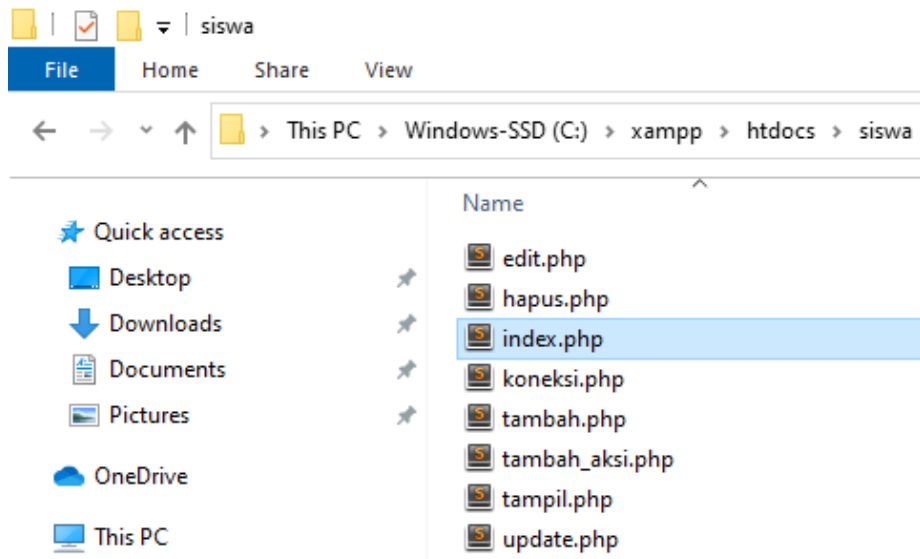 siswa
File Home Share View
This PC > Windows-SSD (C:) > xampp > htdocs > siswa
Name
Quick access
Desktop
Downloads
Documents
Pictures
OneDrive
This PC
edit.php
hapus.php
index.php
koneksi.php
tambah.php
tambah_aksi.php
tampil.php
update.php